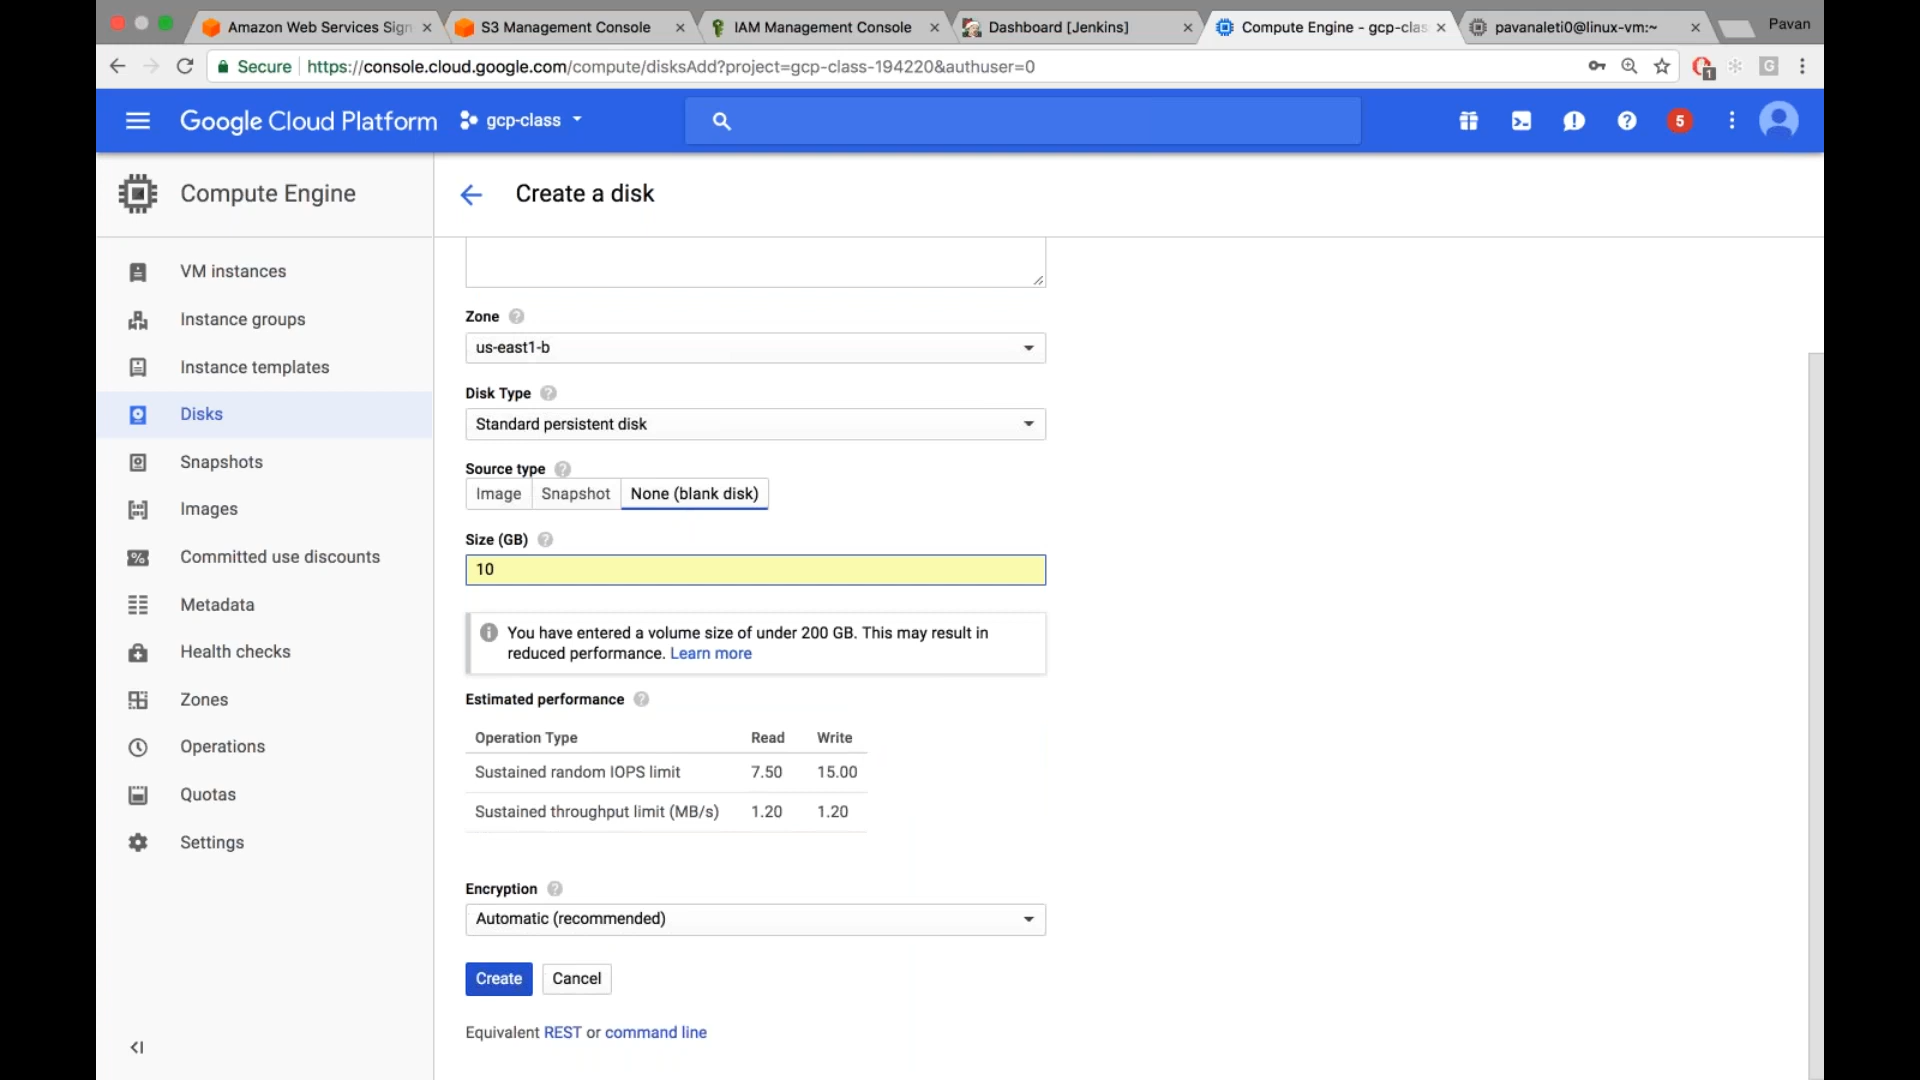 Amazon Web Services Sign
S3 Management Console
IAM Management Console
Dashboard [Jenkins]
Compute Engine - gcp-clas
pavanaleti0@linux-vm:~
Pavan
Secure
https://console.cloud.google.com/compute/disksAdd?project=gcp-class-194220&authuser=0
1
G
Google Cloud Platform
gcp-class
5
Compute Engine
Create a disk
VM instances
Instance groups
Instance templates
Disks
Snapshots
Images
Committed use discounts
Metadata
Health checks
Zones
Operations
Quotas
Settings
Zone
us-east1-b
Disk Type
Standard persistent disk
Source type
Image Snapshot None (blank disk)
Size (GB)
10
You have entered a volume size of under 200 GB. This may result in
reduced performance. Learn more
Estimated performance
Operation Type Read Write
Sustained random IOPS limit 7.50 15.00
Sustained throughput limit (MB/s) 1.20 1.20
Encryption
Automatic (recommended)
Create Cancel
Equivalent REST or command line